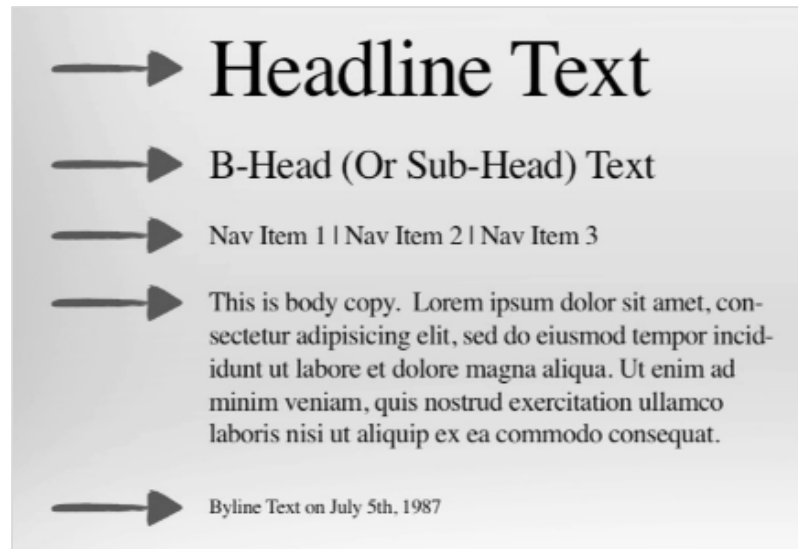 Headline Text
B-Head (Or Sub-Head) Text
Nav Item 1 | Nav Item 2 | Nav Item 3
This is body copy.  Lorem ipsum dolor sit amet, con-
sectetur adipisicing elit, sed do eiusmod tempor incid-
idunt ut labore et dolore magna aliqua. Ut enim ad
minim veniam, quis nostrud exercitation ullamco
laboris nisi ut aliquip ex ea commodo consequat.
Byline Text on July 5th, 1987